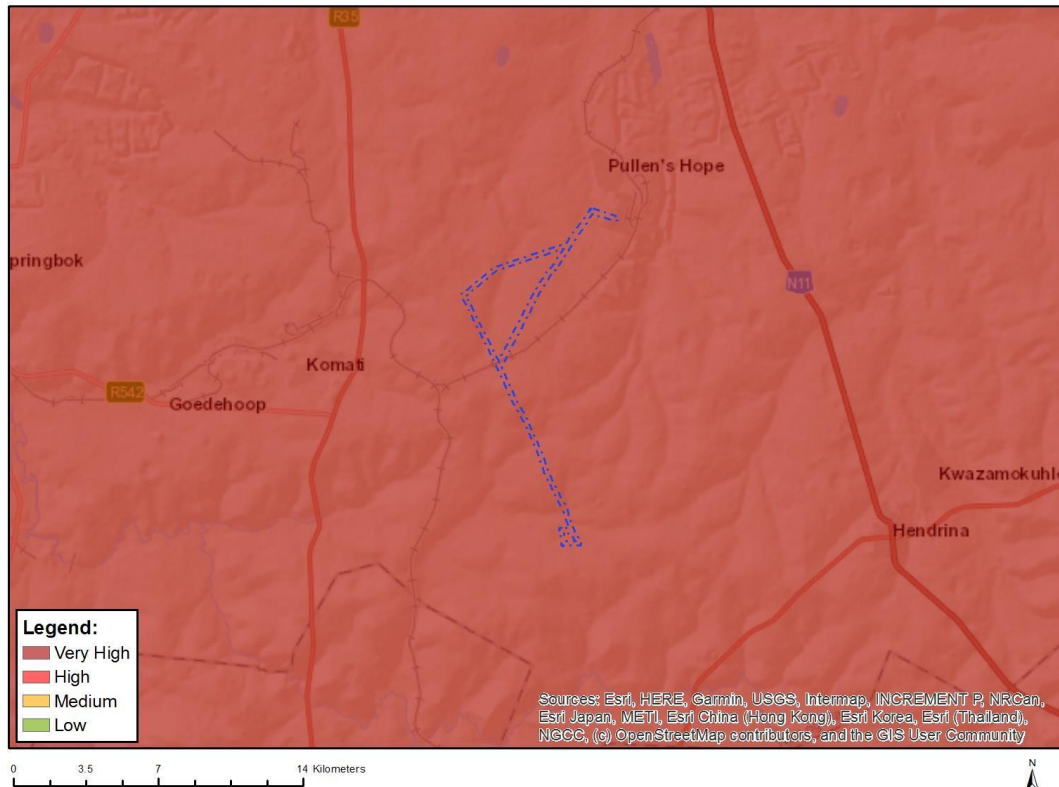 R35
Pullen's Hope
pringbok
N11
Komati
R542
Goedehoop
Kwazamokuhle
Hendrina
Legend:
Very High
High
Medium
Low
Sources: Esri, HERE, Garmin, USGS, Intermap, INCREMENT P, NRCan,
Esri Japan, METI, Esri China (Hong Kong), Esri Korea, Esri (Thailand),
NGCC, (c) OpenStreetMap contributors, and the GIS User Community
0 3.5 7 14 Kilometers
N